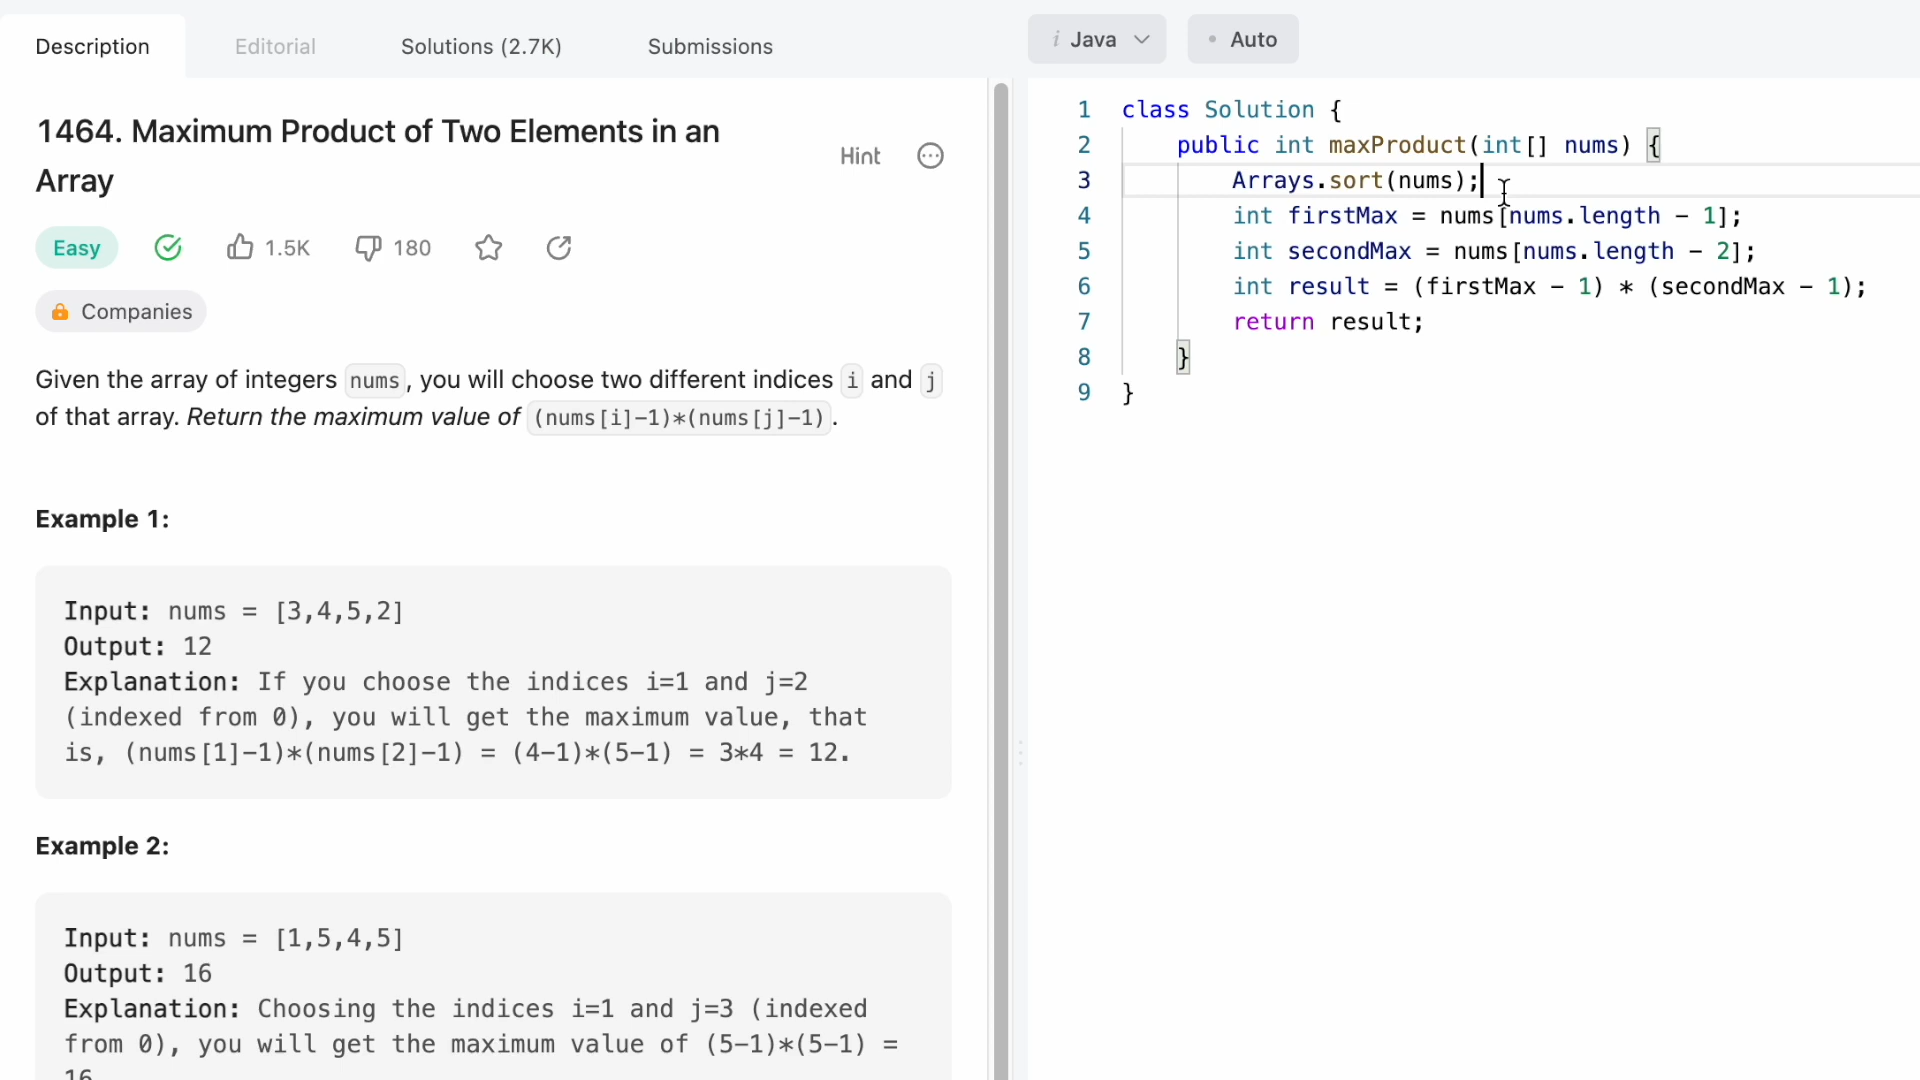 Description Editorial Solutions (2.7K) Submissions
1464. Maximum Product of Two Elements in an
Array
Hint
Easy 1.5K 180
Companies
Given the array of integers nums, you will choose two different indices i and j
of that array. Return the maximum value of (nums[i]-1)*(nums[j]-1).
Example 1:
Input: nums = [3,4,5,2]
Output: 12
Explanation: If you choose the indices i=1 and j=2
(indexed from 0), you will get the maximum value, that
is, (nums[1]-1)*(nums[2]-1) = (4-1)*(5-1) = 3*4 = 12.
Example 2:
Input: nums = [1,5,4,5]
Output: 16
Explanation: Choosing the indices i=1 and j=3 (indexed
from 0), you will get the maximum value of (5-1)*(5-1) =
16
i Java Auto
1 class Solution {
2 public int maxProduct(int[] nums) {
3 Arrays.sort(nums);
4 int firstMax = nums[nums.length - 1];
5 int secondMax = nums[nums.length - 2];
6 int result = (firstMax - 1) * (secondMax - 1);
7 return result;
8 }
9 }